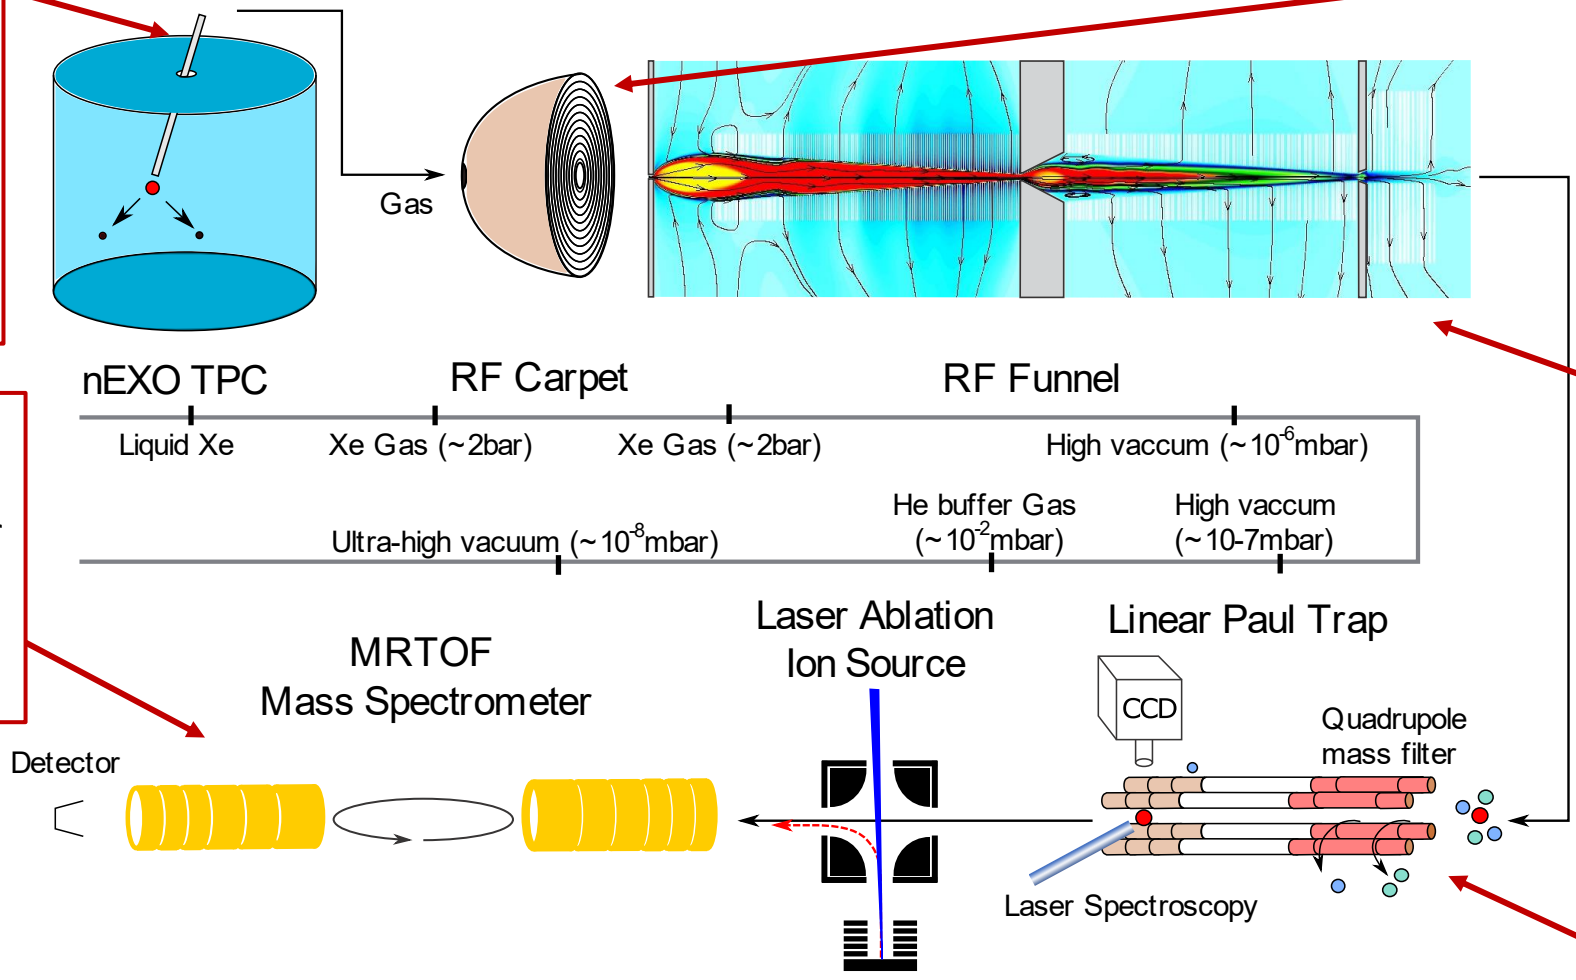 Gas
nEXO TPC
RF Carpet
RF Funnel
Liquid Xe
Xe Gas (~2bar)
Xe Gas (~2bar)
High vaccum (~10-6mbar)
Ultra-high vacuum (~10-8mbar)
He buffer Gas
(~10-2mbar)
High vaccum
(~10-7mbar)
MRTOF
Mass Spectrometer
Laser Ablation
Ion Source
Linear Paul Trap
CCD
Quadrupole
mass filter
Detector
Laser Spectroscopy